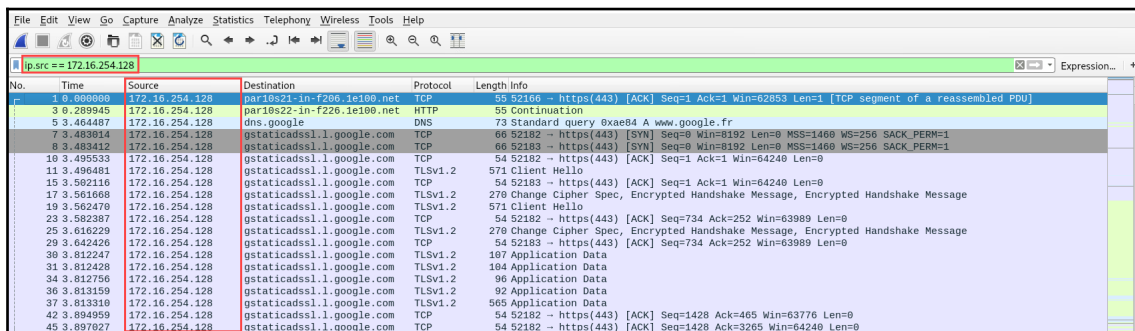 File Edit View Go Capture Analyze Statistics Telephony Wireless Tools Help
ip.src == 172.16.254.128 Expression... +
No. Time Source Destination Protocol Length Info
1 0.000000 172.16.254.128 par10s21-in-f206.1e100.net TCP 55 52166 → https(443) [ACK] Seq=1 Ack=1 Win=62853 Len=1 [TCP segment of a reassembled PDU]
3 0.289945 172.16.254.128 par10s22-in-f226.1e100.net HTTP 55 Continuation
5 3.464487 172.16.254.128 dns.google DNS 73 Standard query 0xae84 A www.google.fr
7 3.483014 172.16.254.128 gstaticadssl.l.google.com TCP 66 52182 → https(443) [SYN] Seq=0 Win=8192 Len=0 MSS=1460 WS=256 SACK_PERM=1
8 3.483412 172.16.254.128 gstaticadssl.l.google.com TCP 66 52183 → https(443) [SYN] Seq=0 Win=8192 Len=0 MSS=1460 WS=256 SACK_PERM=1
10 3.495533 172.16.254.128 gstaticadssl.l.google.com TCP 54 52182 → https(443) [ACK] Seq=1 Ack=1 Win=64240 Len=0
11 3.496481 172.16.254.128 gstaticadssl.l.google.com TLSv1.2 571 Client Hello
15 3.502116 172.16.254.128 gstaticadssl.l.google.com TCP 54 52183 → https(443) [ACK] Seq=1 Ack=1 Win=64240 Len=0
17 3.561668 172.16.254.128 gstaticadssl.l.google.com TLSv1.2 270 Change Cipher Spec, Encrypted Handshake Message, Encrypted Handshake Message
19 3.562470 172.16.254.128 gstaticadssl.l.google.com TLSv1.2 571 Client Hello
23 3.582387 172.16.254.128 gstaticadssl.l.google.com TCP 54 52182 → https(443) [ACK] Seq=734 Ack=252 Win=63989 Len=0
25 3.616229 172.16.254.128 gstaticadssl.l.google.com TLSv1.2 270 Change Cipher Spec, Encrypted Handshake Message, Encrypted Handshake Message
29 3.642426 172.16.254.128 gstaticadssl.l.google.com TCP 54 52183 → https(443) [ACK] Seq=734 Ack=252 Win=63989 Len=0
30 3.812247 172.16.254.128 gstaticadssl.l.google.com TLSv1.2 107 Application Data
31 3.812428 172.16.254.128 gstaticadssl.l.google.com TLSv1.2 104 Application Data
34 3.812756 172.16.254.128 gstaticadssl.l.google.com TLSv1.2 96 Application Data
36 3.813159 172.16.254.128 gstaticadssl.l.google.com TLSv1.2 92 Application Data
37 3.813310 172.16.254.128 gstaticadssl.l.google.com TLSv1.2 565 Application Data
42 3.894959 172.16.254.128 gstaticadssl.l.google.com TCP 54 52182 → https(443) [ACK] Seq=1428 Ack=465 Win=63776 Len=0
45 3.897027 172.16.254.128 gstaticadssl.l.google.com TCP 54 52182 → https(443) [ACK] Seq=1428 Ack=3265 Win=64240 Len=0